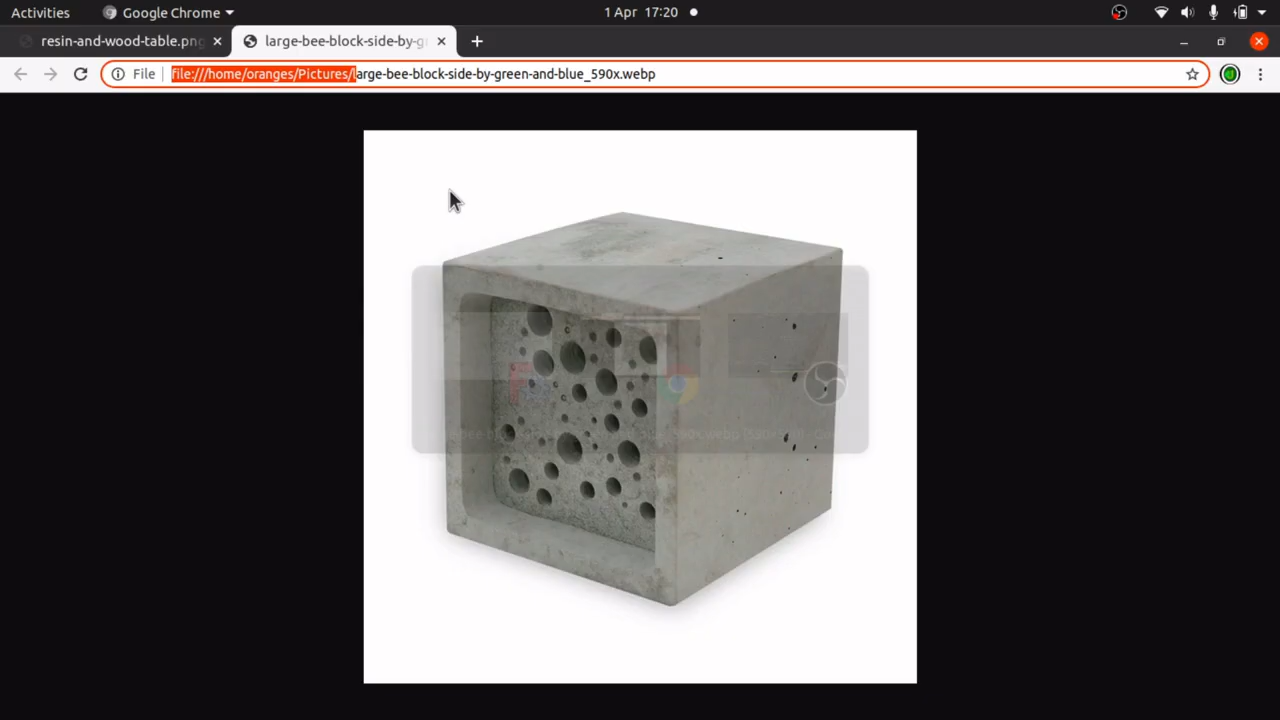 Activities
Google Chrome
1 Apr 17:20
resin-and-wood-table.png
large-bee-block-side-by-g
File
file:///home/oranges/Pictures/large-bee-block-side-by-green-and-blue_590x.webp